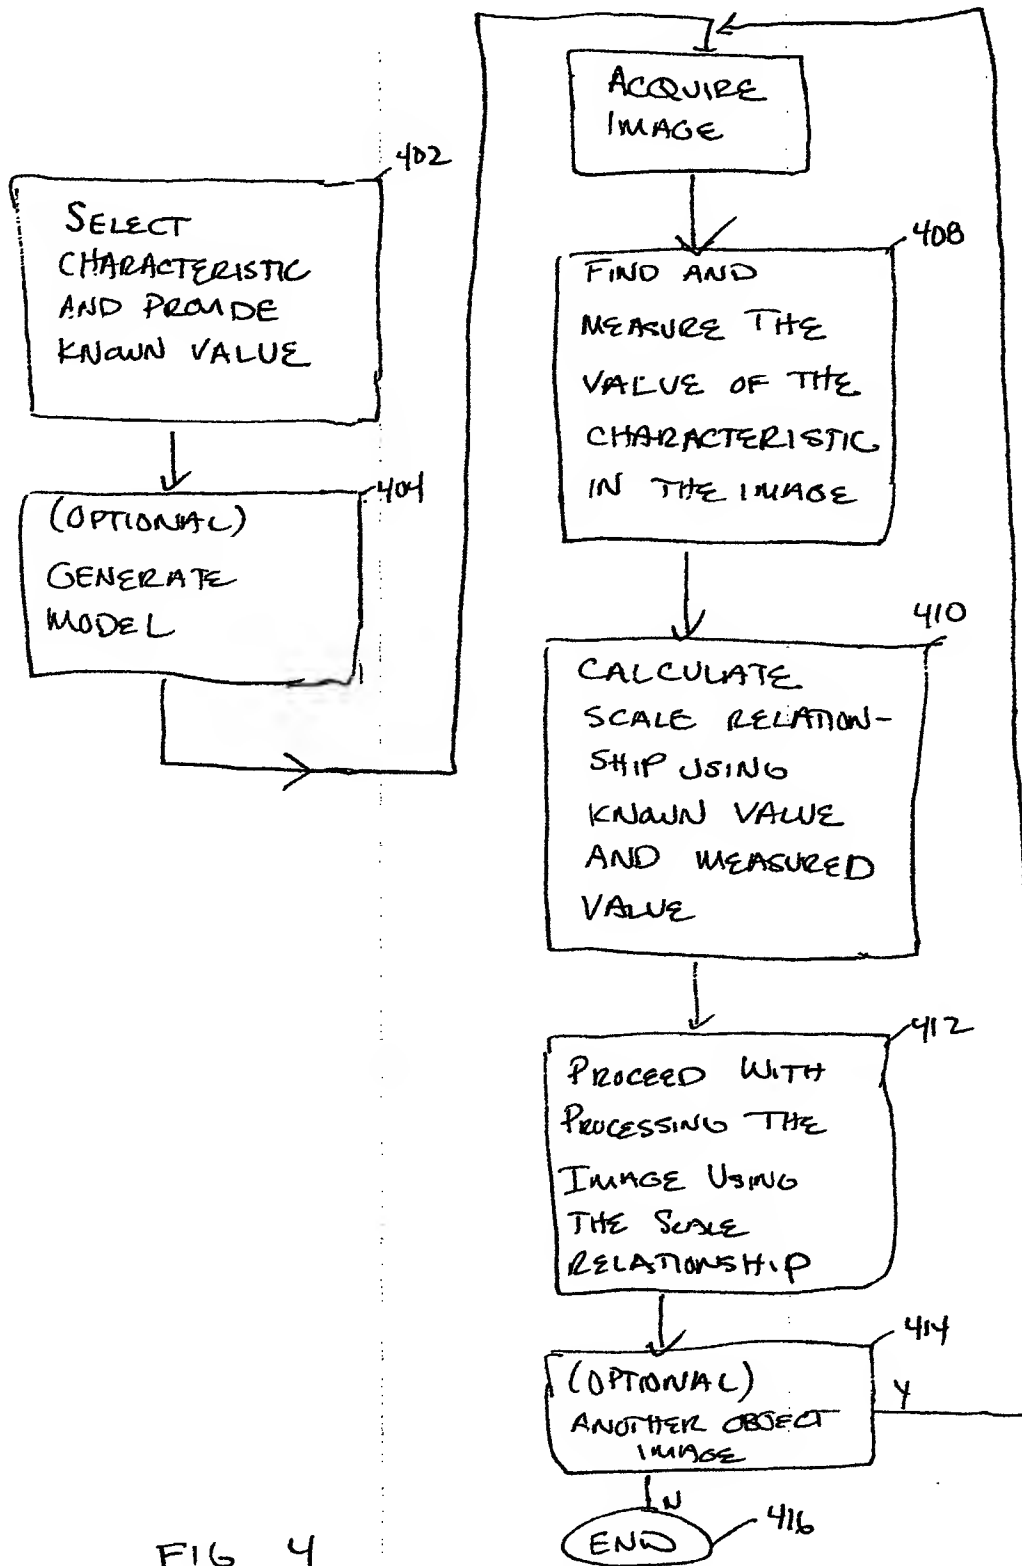 402
SELECT
CHARACTERISTIC
AND PROVIDE
KNOWN VALUE
404
(OPTIONAL)
GENERATE
MODEL
ACQUIRE
IMAGE
408
FIND AND
MEASURE THE
VALUE OF THE
CHARACTERISTIC
IN THE IMAGE
410
CALCULATE
SCALE RELATION-
SHIP USING
KNOWN VALUE
AND MEASURED
VALUE
412
PROCEED WITH
PROCESSING THE
IMAGE USING
THE SCALE
RELATIONSHIP
414
(OPTIONAL)
ANOTHER OBJECT
IMAGE
Y
N
END
416
FIG 4